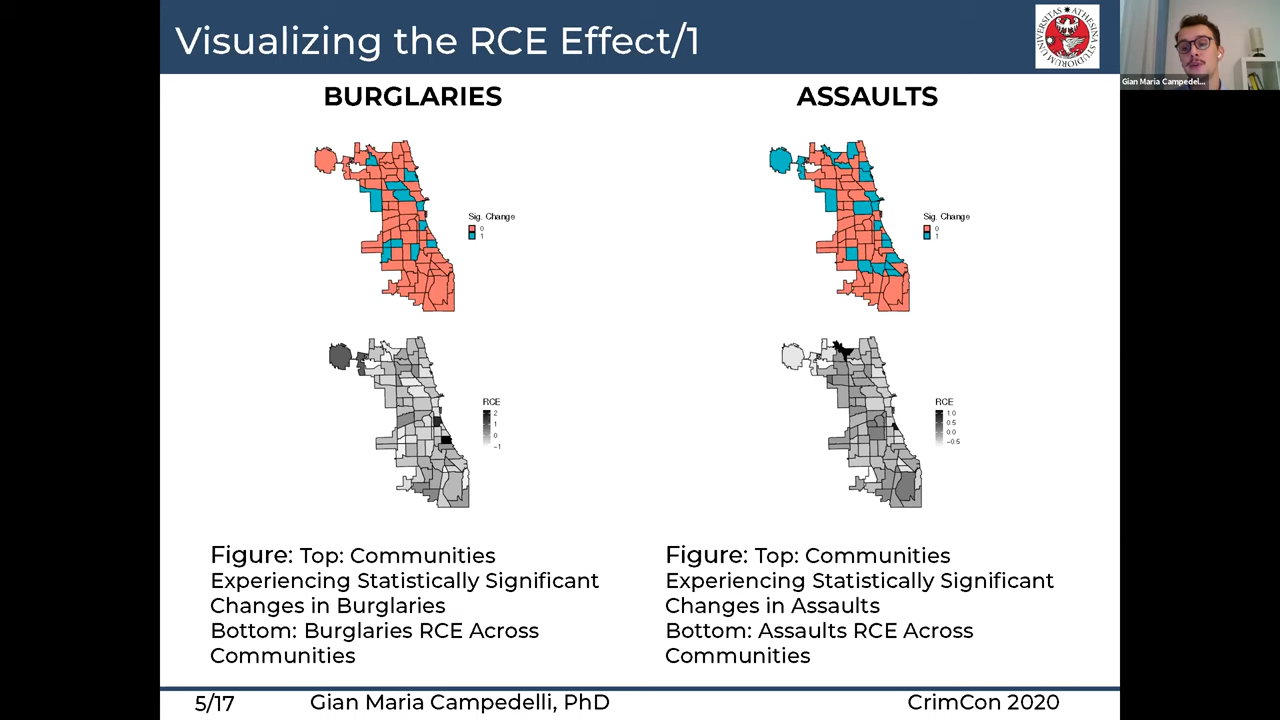 Visualizing the RCE Effect/1
UNIVERSITAS ATHESINA STUDIORUM
Gian Maria Campedel...
BURGLARIES
ASSAULTS
Sig. Change
0
1
Sig. Change
0
1
RCE
2
1
0
-1
RCE
1.0
0.5
0.0
-0.5
Figure: Top: Communities
Experiencing Statistically Significant
Changes in Burglaries
Bottom: Burglaries RCE Across
Communities
Figure: Top: Communities
Experiencing Statistically Significant
Changes in Assaults
Bottom: Assaults RCE Across
Communities
5/17
Gian Maria Campedelli, PhD
CrimCon 2020